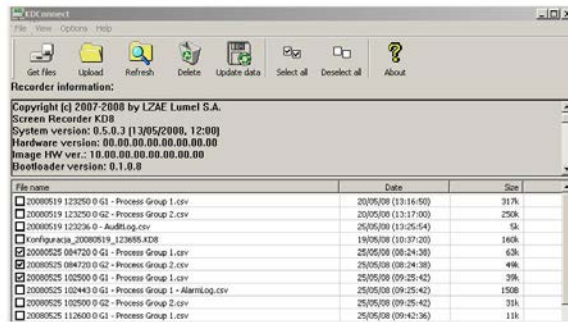 KDConnect
File View Options Help
Get files Upload Refresh Delete Update data Select all Deselect all About
Recorder information:
Copyright (c) 2007-2008 by LZAE Lumel S.A.
Screen Recorder KD8
System version: 0.5.0.3 (13/05/2008, 12:00)
Hardware version: 00.00.00.00.00.00.00.00
Image HW ver.: 10.00.00.00.00.00.00.00
Bootloader version: 0.1.0.8
File name Date Size
20080519 123250 0 G1 - Process Group 1.csv 20/05/08 (13:16:50) 317k
20080519 123250 0 G2 - Process Group 2.csv 20/05/08 (13:17:00) 250k
20080519 123236 0 - AuditLog.csv 25/05/08 (13:25:54) 5k
Konfiguracja_20080519_123655.KD8 19/05/08 (10:37:20) 160k
20080525 084720 0 G1 - Process Group 1.csv 25/05/08 (08:24:38) 63k
20080525 084720 0 G2 - Process Group 2.csv 25/05/08 (08:24:38) 49k
20080525 102500 0 G1 - Process Group 1.csv 25/05/08 (09:25:42) 39k
20080525 102443 0 G1 - Process Group 1 - AlarmLog.csv 25/05/08 (09:25:42) 150B
20080525 102500 0 G2 - Process Group 2.csv 25/05/08 (09:25:42) 31k
20080525 112600 0 G1 - Process Group 1.csv 25/05/08 (09:42:36) 11k